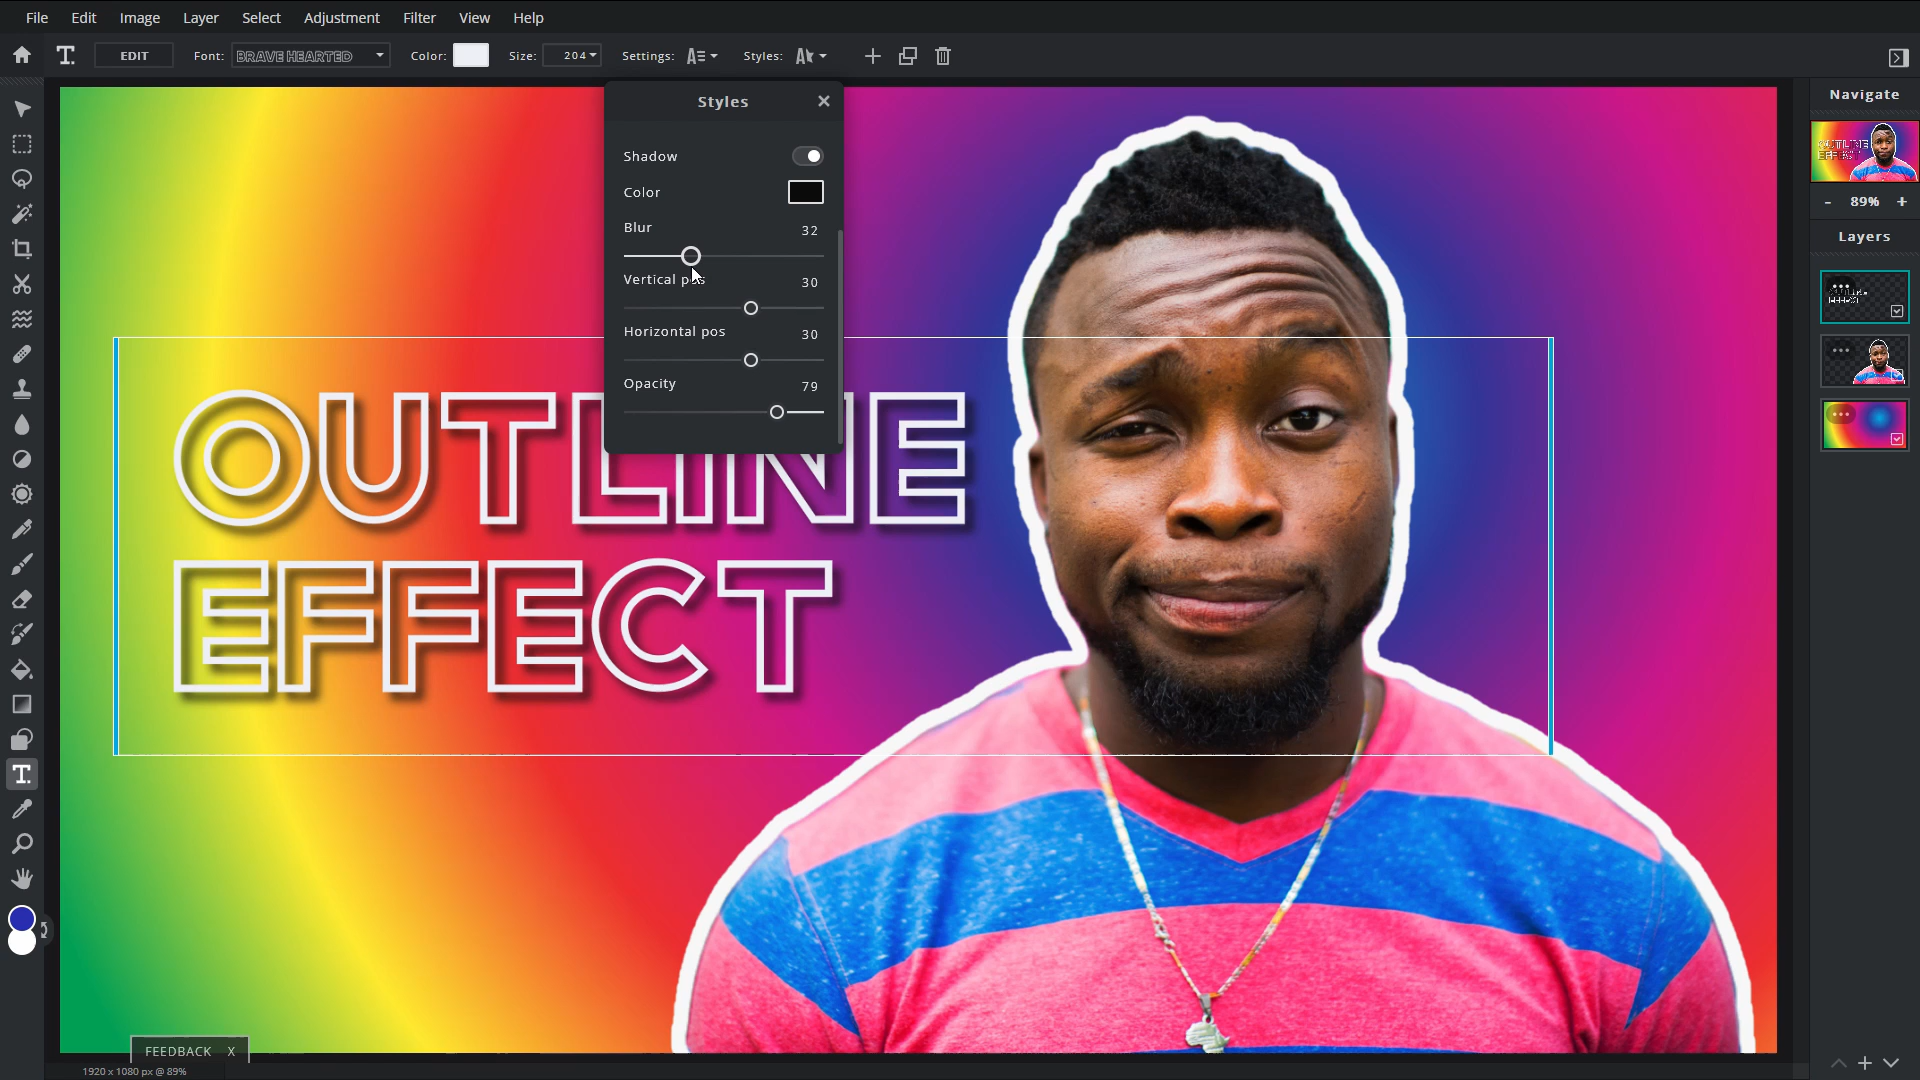 File Edit Image Layer Select Adjustment Filter View Help
EDIT Font: BRAVE HEARTED Color: Size: 204 Settings: Styles:
Styles
Shadow
Color
Blur 32
Vertical pos 30
Horizontal pos 30
Opacity 79
OUTLINE
EFFECT
Navigate
OUTLINE
EFFECT
- 89% +
Layers
FEEDBACK X
1920 x 1080 px @ 89%